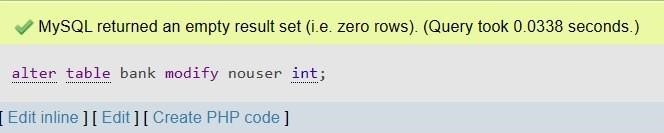 MySQL returned an empty result set (i.e. zero rows). (Query took 0.0338 seconds.)
alter table bank modify nouser int;
[ Edit inline ] [ Edit ] [ Create PHP code ]